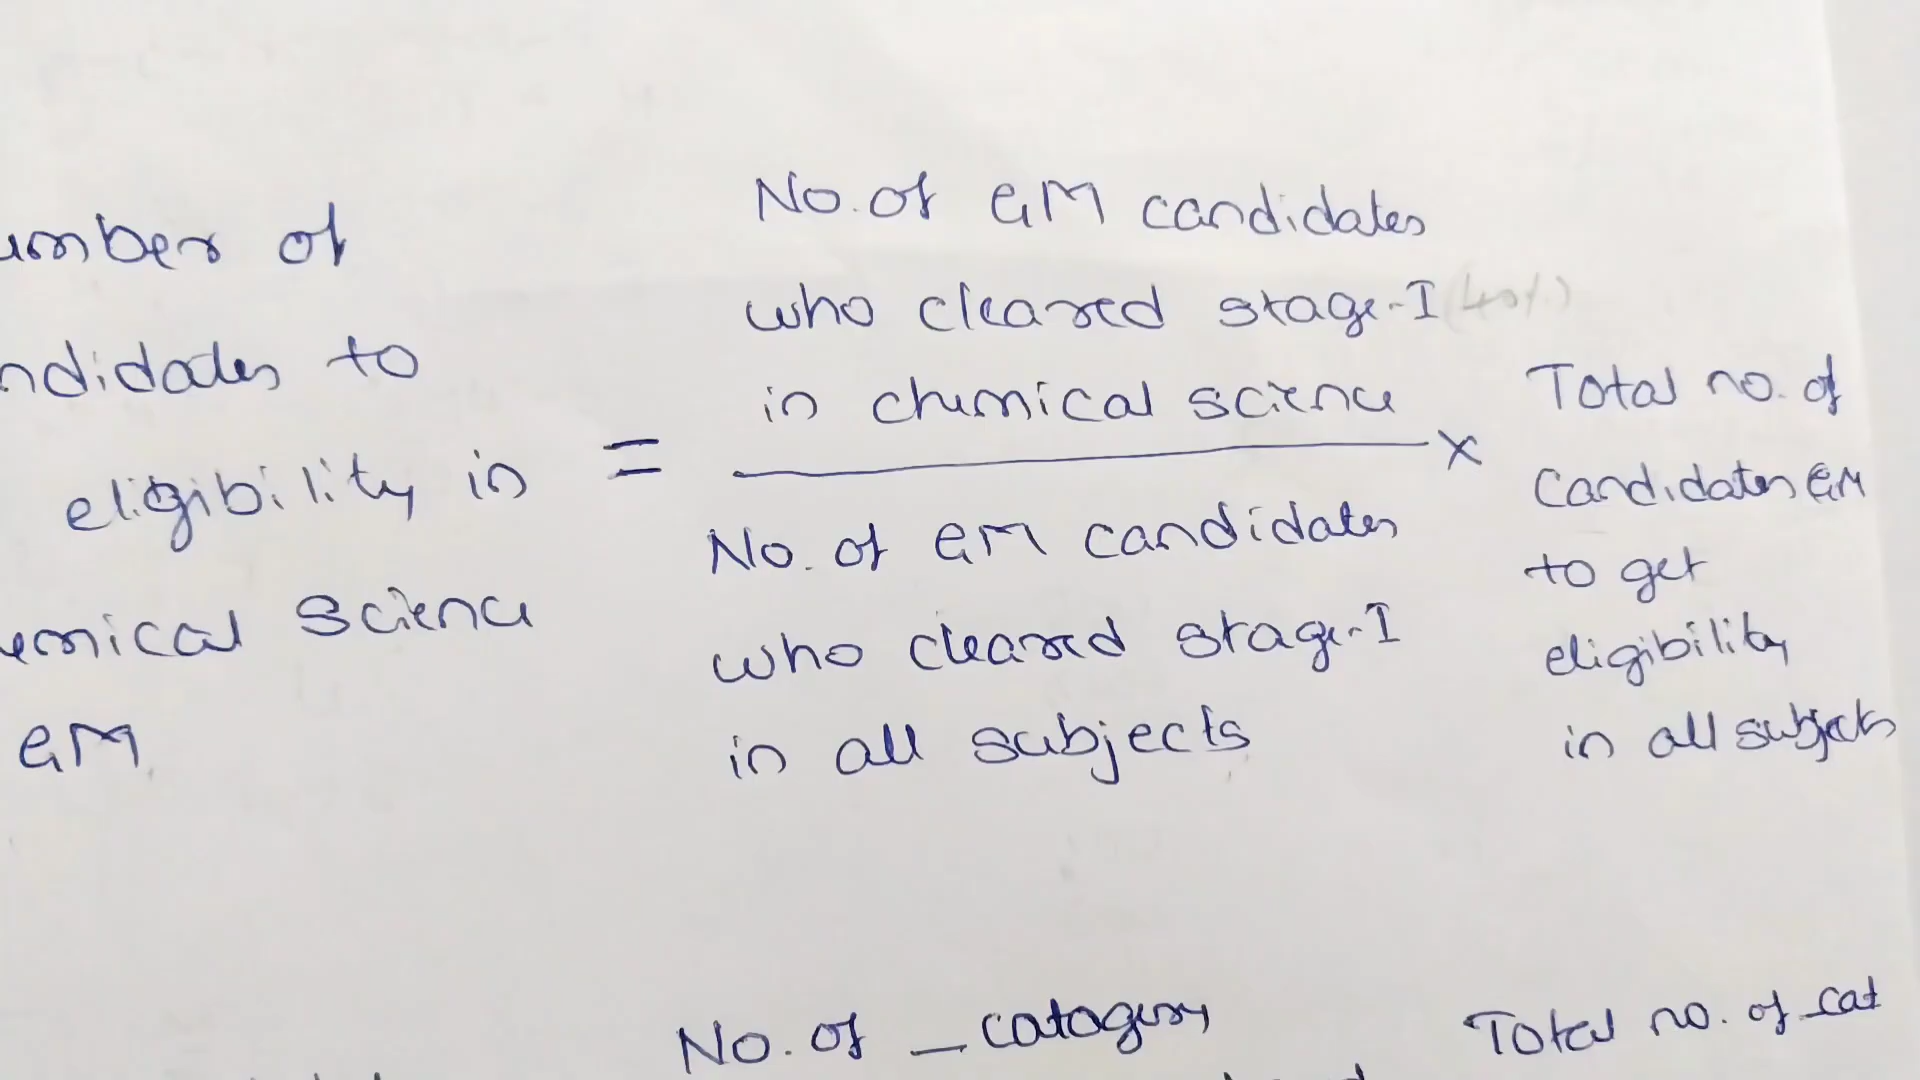 umber of
ndidates to
eligibility in
emical Science
GM
=
No. of GM candidates
who cleared stage-I (40%)
in chemical science
No. of GM candidates
who cleared stage-I
in all subjects
×
Total no. of
Candidates GM
to get
eligibility
in all subjects
No. of _ catagory
Total no. of _cat